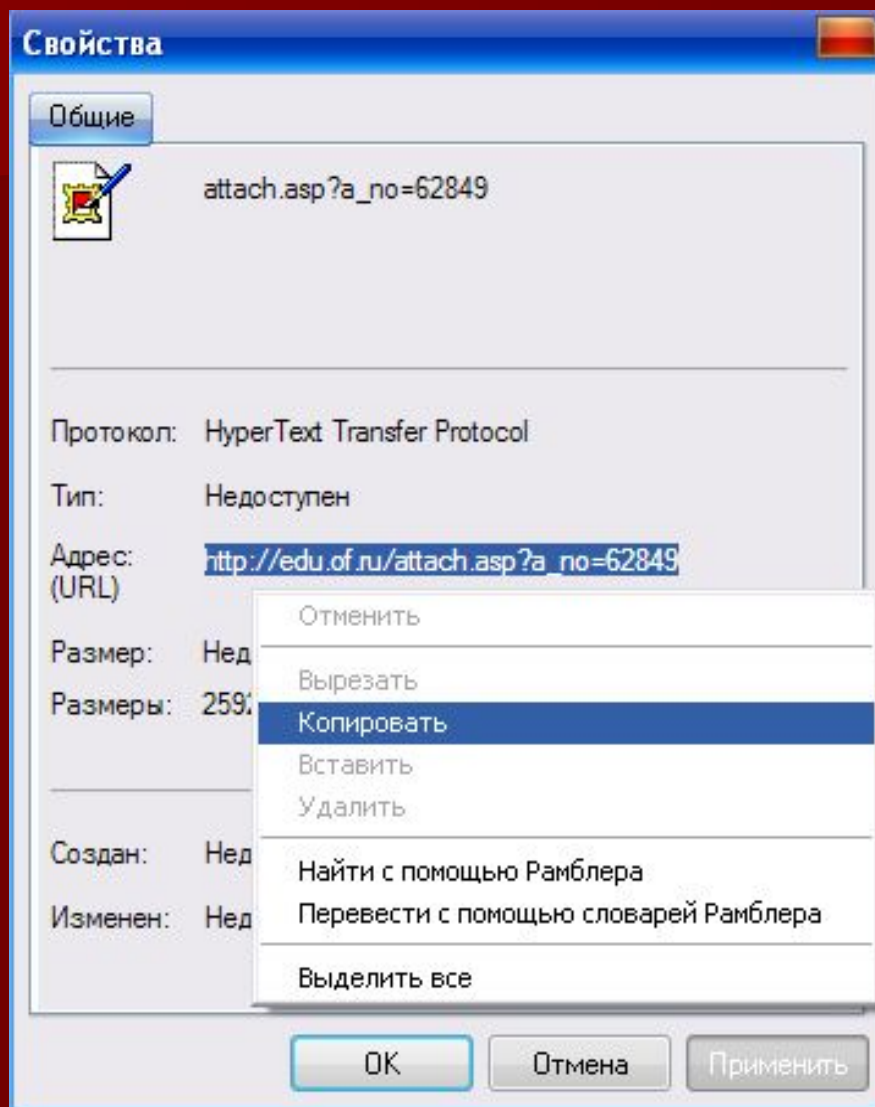 Свойства
Общие
attach.asp?a_no=62849
Протокол: HyperText Transfer Protocol
Тип: Недоступен
Адрес: http://edu.of.ru/attach.asp?a_no=62849
(URL)
Отменить
Размер: Нед
Вырезать
Размеры: 2592
Копировать
Вставить
Удалить
Создан: Нед
Найти с помощью Рамблера
Изменен: Нед
Перевести с помощью словарей Рамблера
Выделить все
OK Отмена Применить